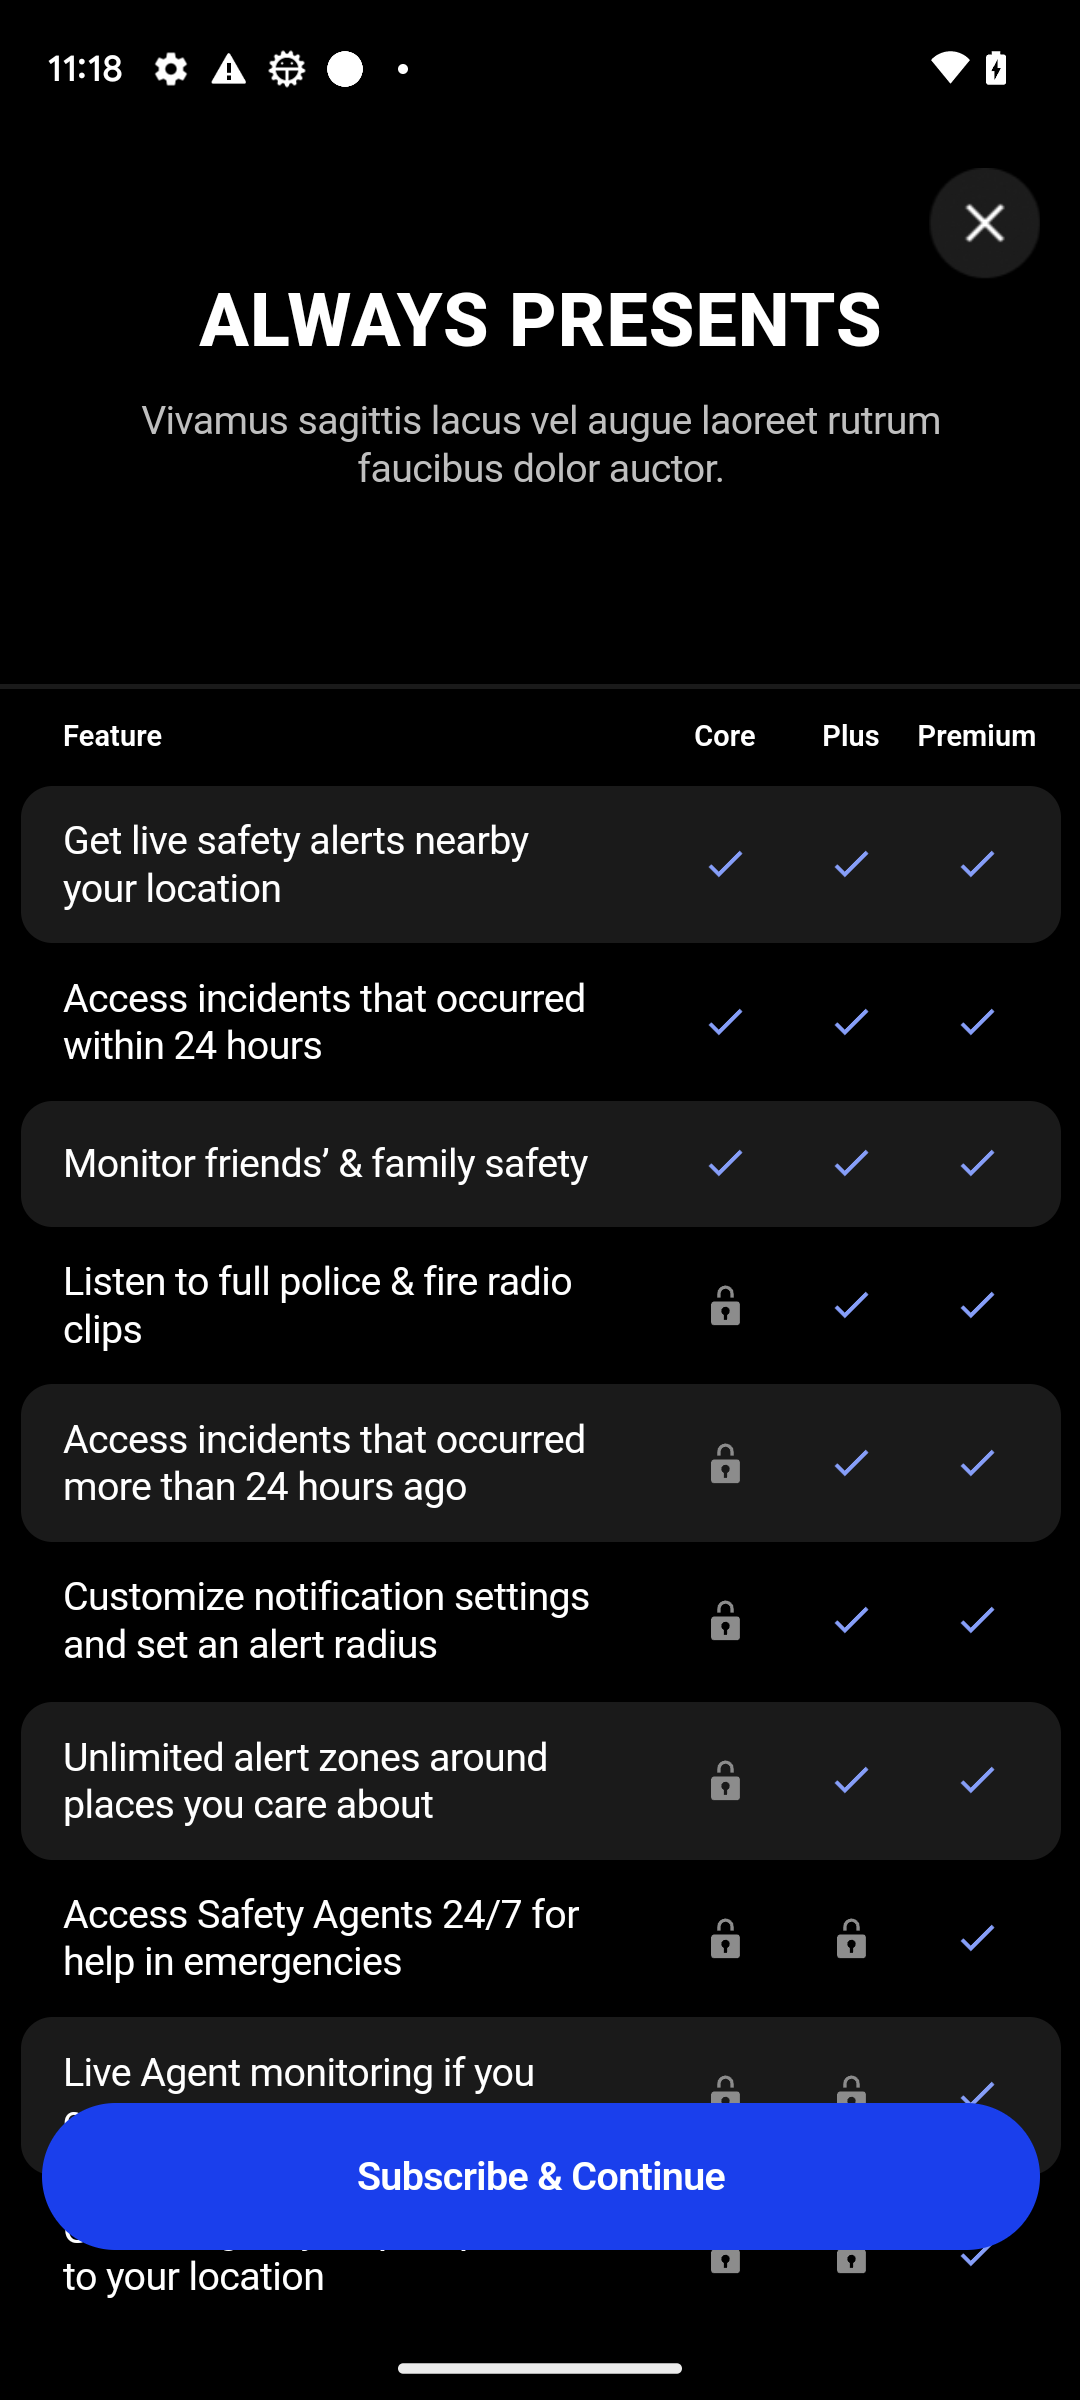 11:18
ALWAYS PRESENTS
Vivamus sagittis lacus vel augue laoreet rutrum
faucibus dolor auctor.
Feature Core Plus Premium
Get live safety alerts nearby
your location
Access incidents that occurred
within 24 hours
Monitor friends’ & family safety
Listen to full police & fire radio
clips
Access incidents that occurred
more than 24 hours ago
Customize notification settings
and set an alert radius
Unlimited alert zones around
places you care about
Access Safety Agents 24/7 for
help in emergencies
Live Agent monitoring if you
Subscribe & Continue
to your location